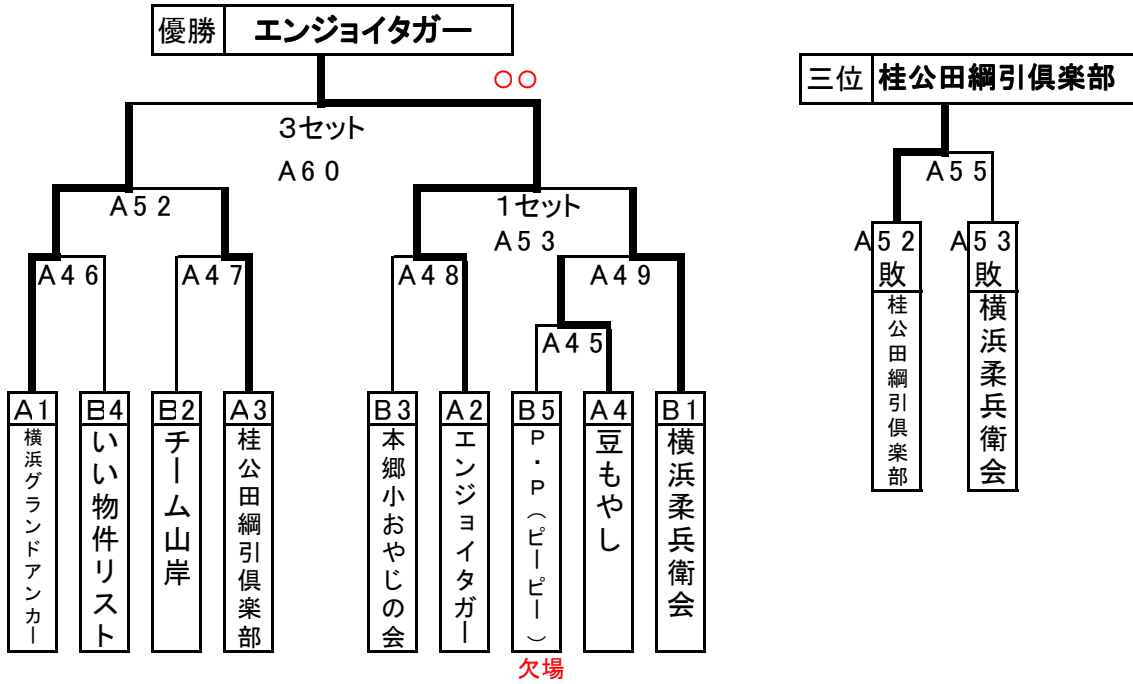 優勝 エンジョイタガー
○○
三位 桂公田綱引倶楽部
3セット
A60
A55
A52
1セット
A53
A52敗
A53敗
A46
A47
A48
A49
桂公田綱引倶楽部
横浜柔兵衛会
A45
A1
B4
B2
A3
B3
A2
B5
A4
B1
横浜グランドアンカー
いい物件リスト
チーム山岸
桂公田綱引倶楽部
本郷小おやじの会
エンジョイタガー
P・P(ピーピー)
豆もやし
横浜柔兵衛会
欠場